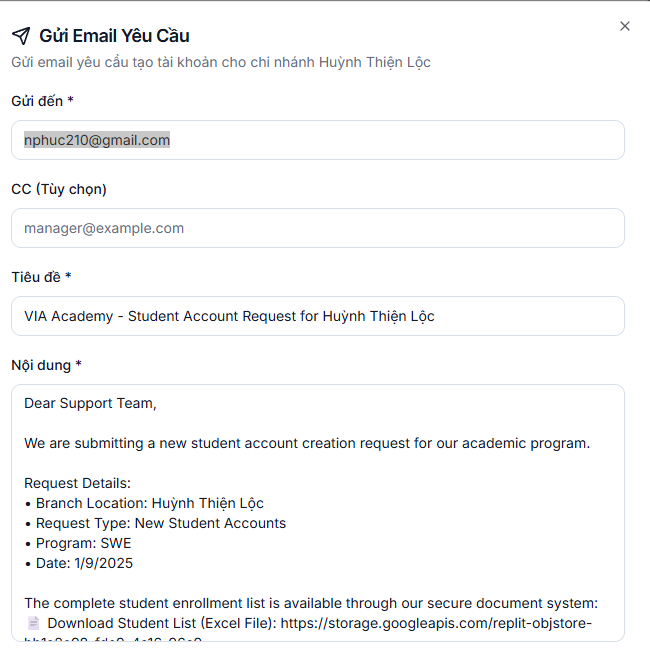 Gửi Email Yêu Cầu
Gửi email yêu cầu tạo tài khoản cho chi nhánh Huỳnh Thiện Lộc
Gửi đến *
nphuc210@gmail.com
CC (Tùy chọn)
manager@example.com
Tiêu đề *
VIA Academy - Student Account Request for Huỳnh Thiện Lộc
Nội dung *
Dear Support Team,
We are submitting a new student account creation request for our academic program.
Request Details:
• Branch Location: Huỳnh Thiện Lộc
• Request Type: New Student Accounts
• Program: SWE
• Date: 1/9/2025
The complete student enrollment list is available through our secure document system:
Download Student List (Excel File): https://storage.googleapis.com/replit-objstore-